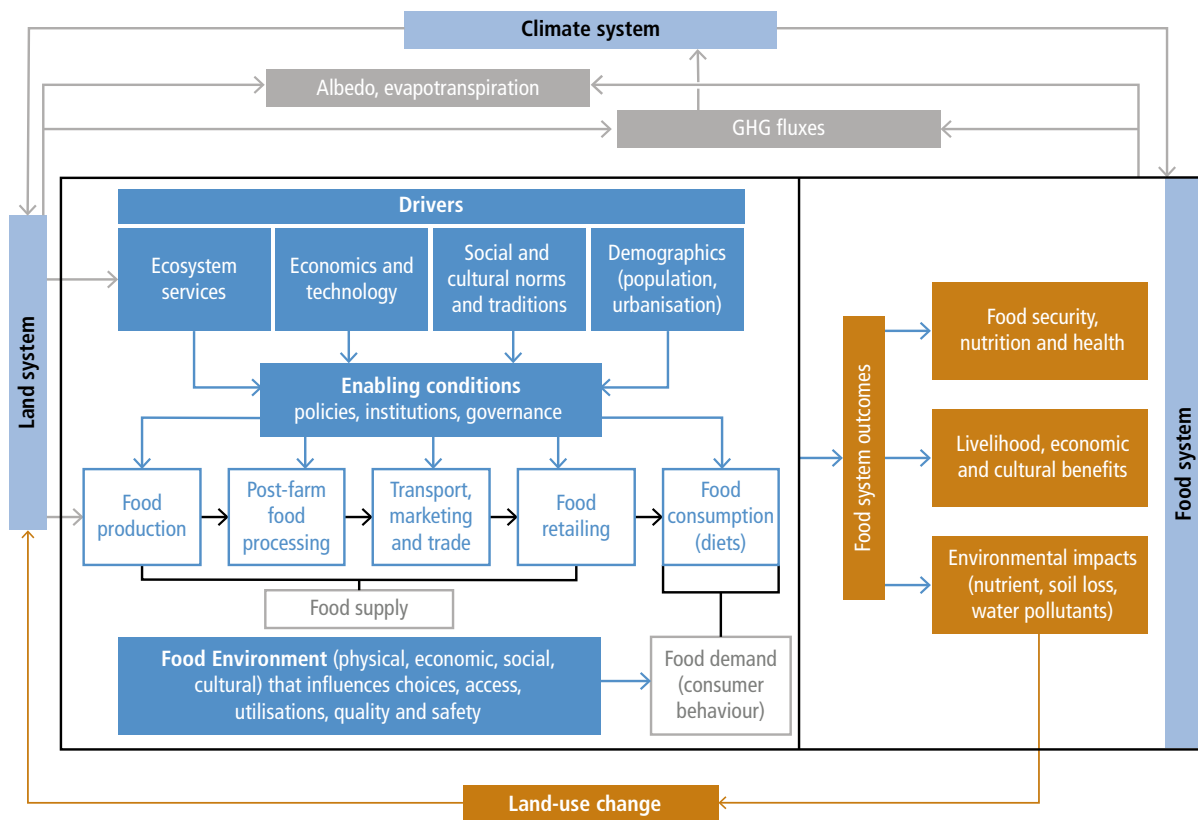 Climate system
Albedo, evapotranspiration
GHG fluxes
Land system
Drivers
Ecosystem
services
Economics and
technology
Social and
cultural norms
and traditions
Demographics
(population,
urbanisation)
Enabling conditions
policies, institutions, governance
Food
production
Post-farm
food
processing
Transport,
marketing
and trade
Food
retailing
Food
consumption
(diets)
Food supply
Food Environment (physical, economic, social,
cultural) that influences choices, access,
utilisations, quality and safety
Food demand
(consumer
behaviour)
Food system outcomes
Food security,
nutrition and health
Livelihood, economic
and cultural benefits
Environmental impacts
(nutrient, soil loss,
water pollutants)
Food system
Land-use change